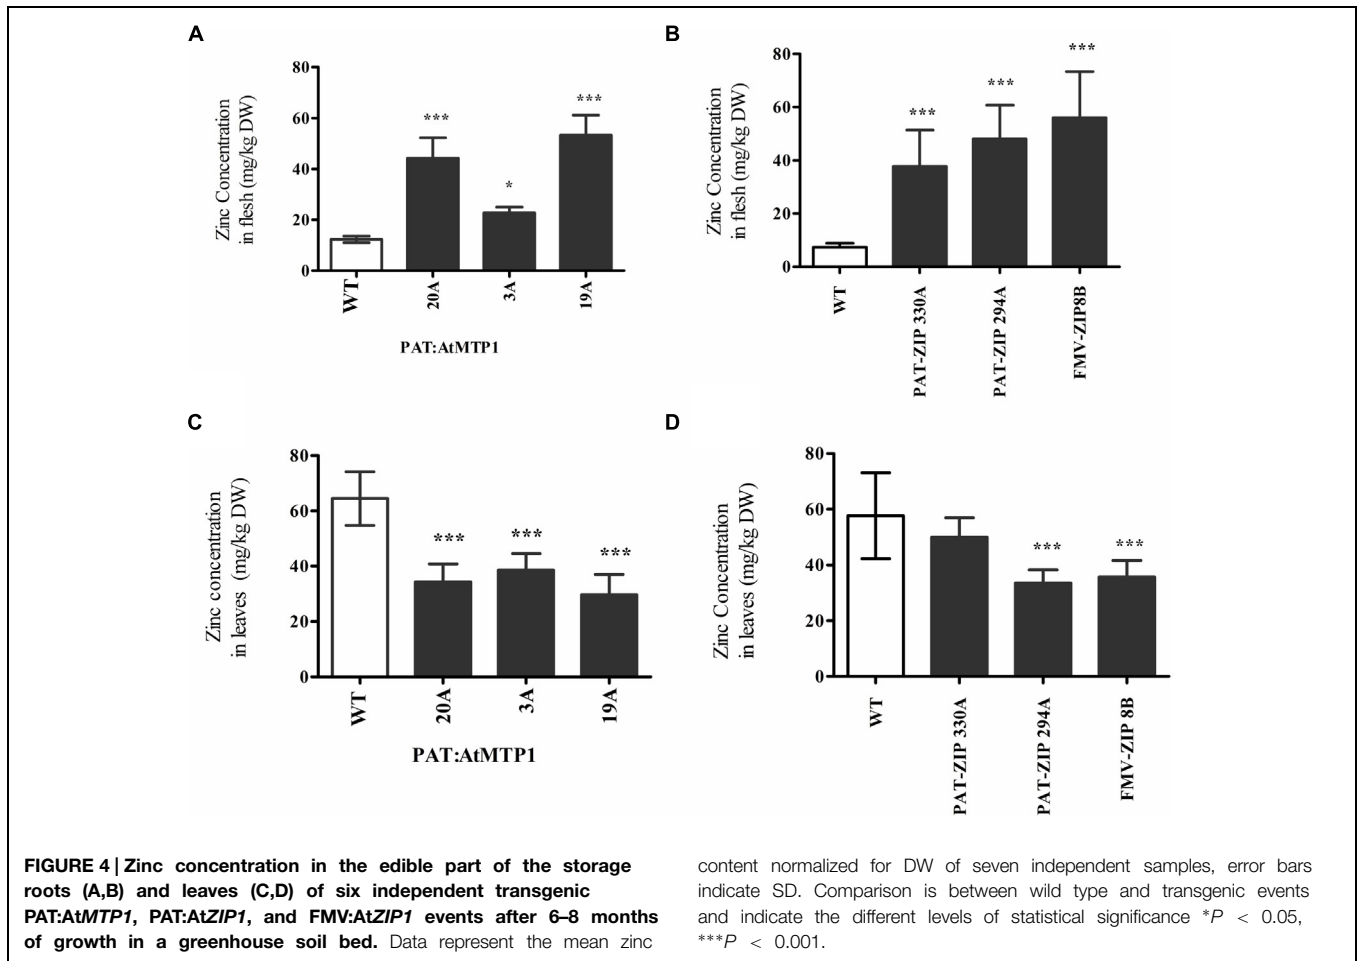 A
80
60
40
20
0
Zinc Concentration
in flesh (mg/kg DW)
***
*
***
WT
20A
3A
19A
PAT:AtMTP1
B
80
60
40
20
0
Zinc Concentration
in flesh (mg/kg DW)
***
***
***
WT
PAT-ZIP 330A
PAT-ZIP 294A
FMV-ZIP8B
C
80
60
40
20
0
Zinc concentration
in leaves (mg/kg DW)
***
***
***
WT
20A
3A
19A
PAT:AtMTP1
D
80
60
40
20
0
Zinc Concentration
in leaves (mg/kg DW)
***
***
WT
PAT-ZIP 330A
PAT-ZIP 294A
FMV-ZIP 8B
FIGURE 4 | Zinc concentration in the edible part of the storage
roots (A,B) and leaves (C,D) of six independent transgenic
PAT:AtMTP1, PAT:AtZIP1, and FMV:AtZIP1 events after 6–8 months
of growth in a greenhouse soil bed. Data represent the mean zinc
content normalized for DW of seven independent samples, error bars
indicate SD. Comparison is between wild type and transgenic events
and indicate the different levels of statistical significance *P < 0.05,
***P < 0.001.